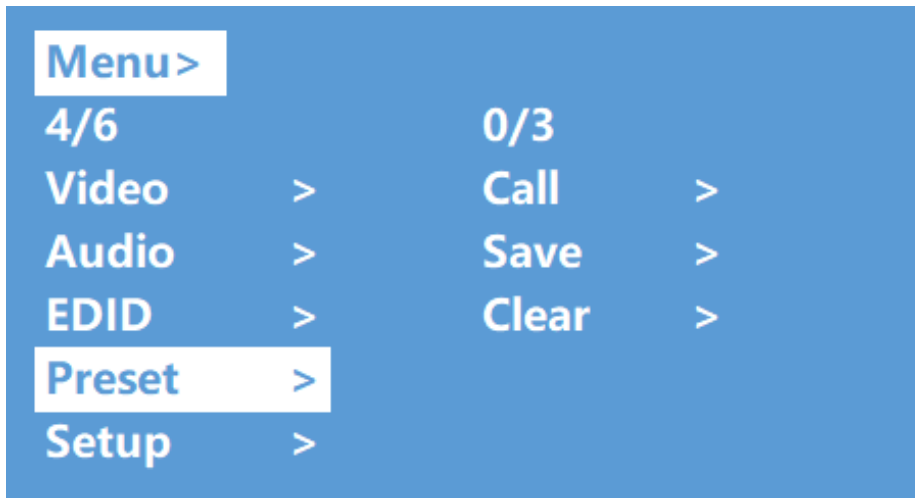 Menu>
4/6 0/3
Video > Call >
Audio > Save >
EDID > Clear >
Preset >
Setup >